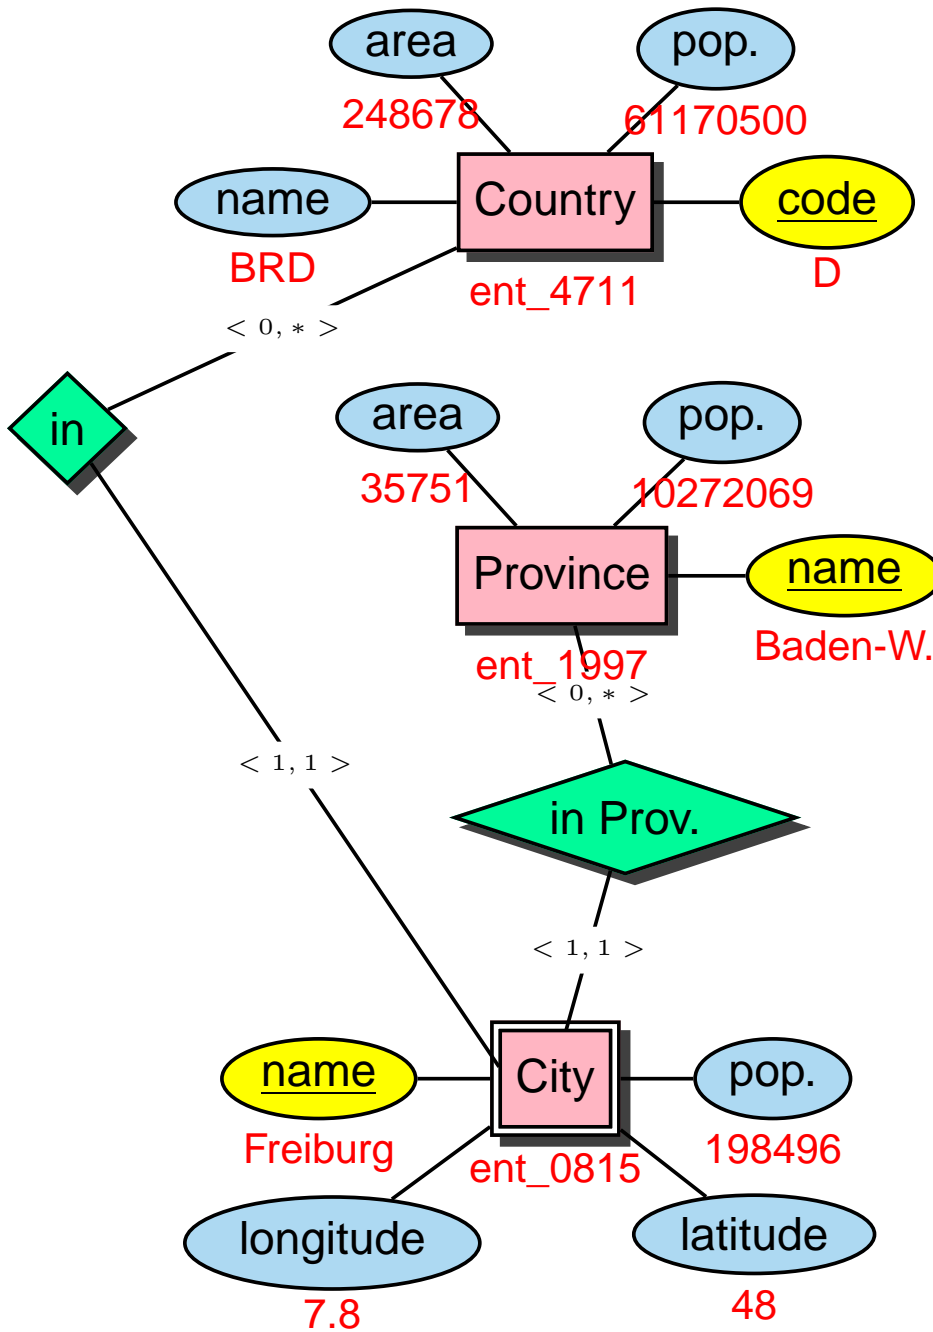 area
pop.
248678
61170500
name
Country
code
BRD
ent_4711
D
< 0, * >
in
area
pop.
35751
10272069
Province
name
ent_1997
Baden-W.
< 0, * >
< 1, 1 >
in Prov.
< 1, 1 >
name
City
pop.
Freiburg
ent_0815
198496
longitude
latitude
7.8
48